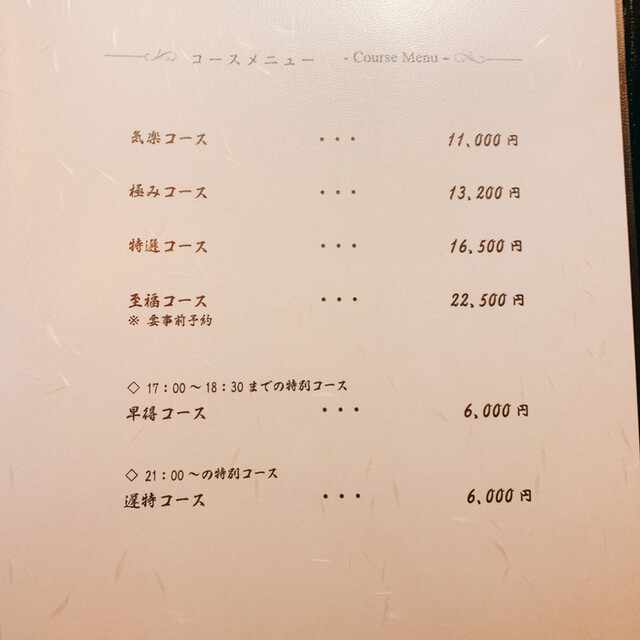 コースメニュー - Course Menu -
気楽コース ・・・ 11,000円
極みコース ・・・ 13,200円
特選コース ・・・ 16,500円
至福コース ・・・ 22,500円
※ 要事前予約
◇ 17：00～18：30までの特別コース
早得コース ・・・ 6,000円
◇ 21：00～の特別コース
遅特コース ・・・ 6,000円